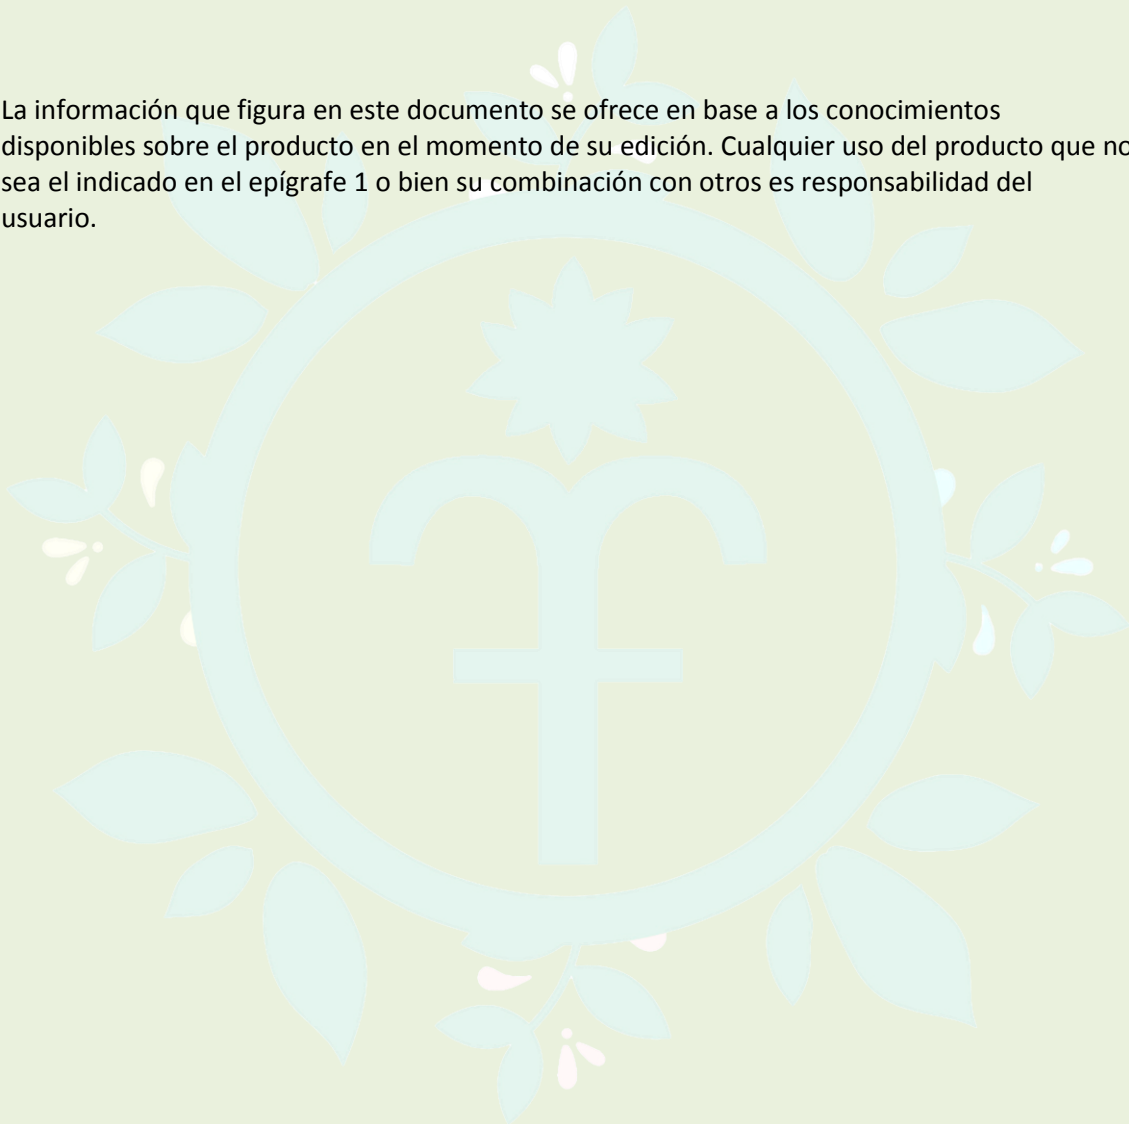 La información que figura en este documento se ofrece en base a los conocimientos
disponibles sobre el producto en el momento de su edición. Cualquier uso del producto que no
sea el indicado en el epígrafe 1 o bien su combinación con otros es responsabilidad del
usuario.